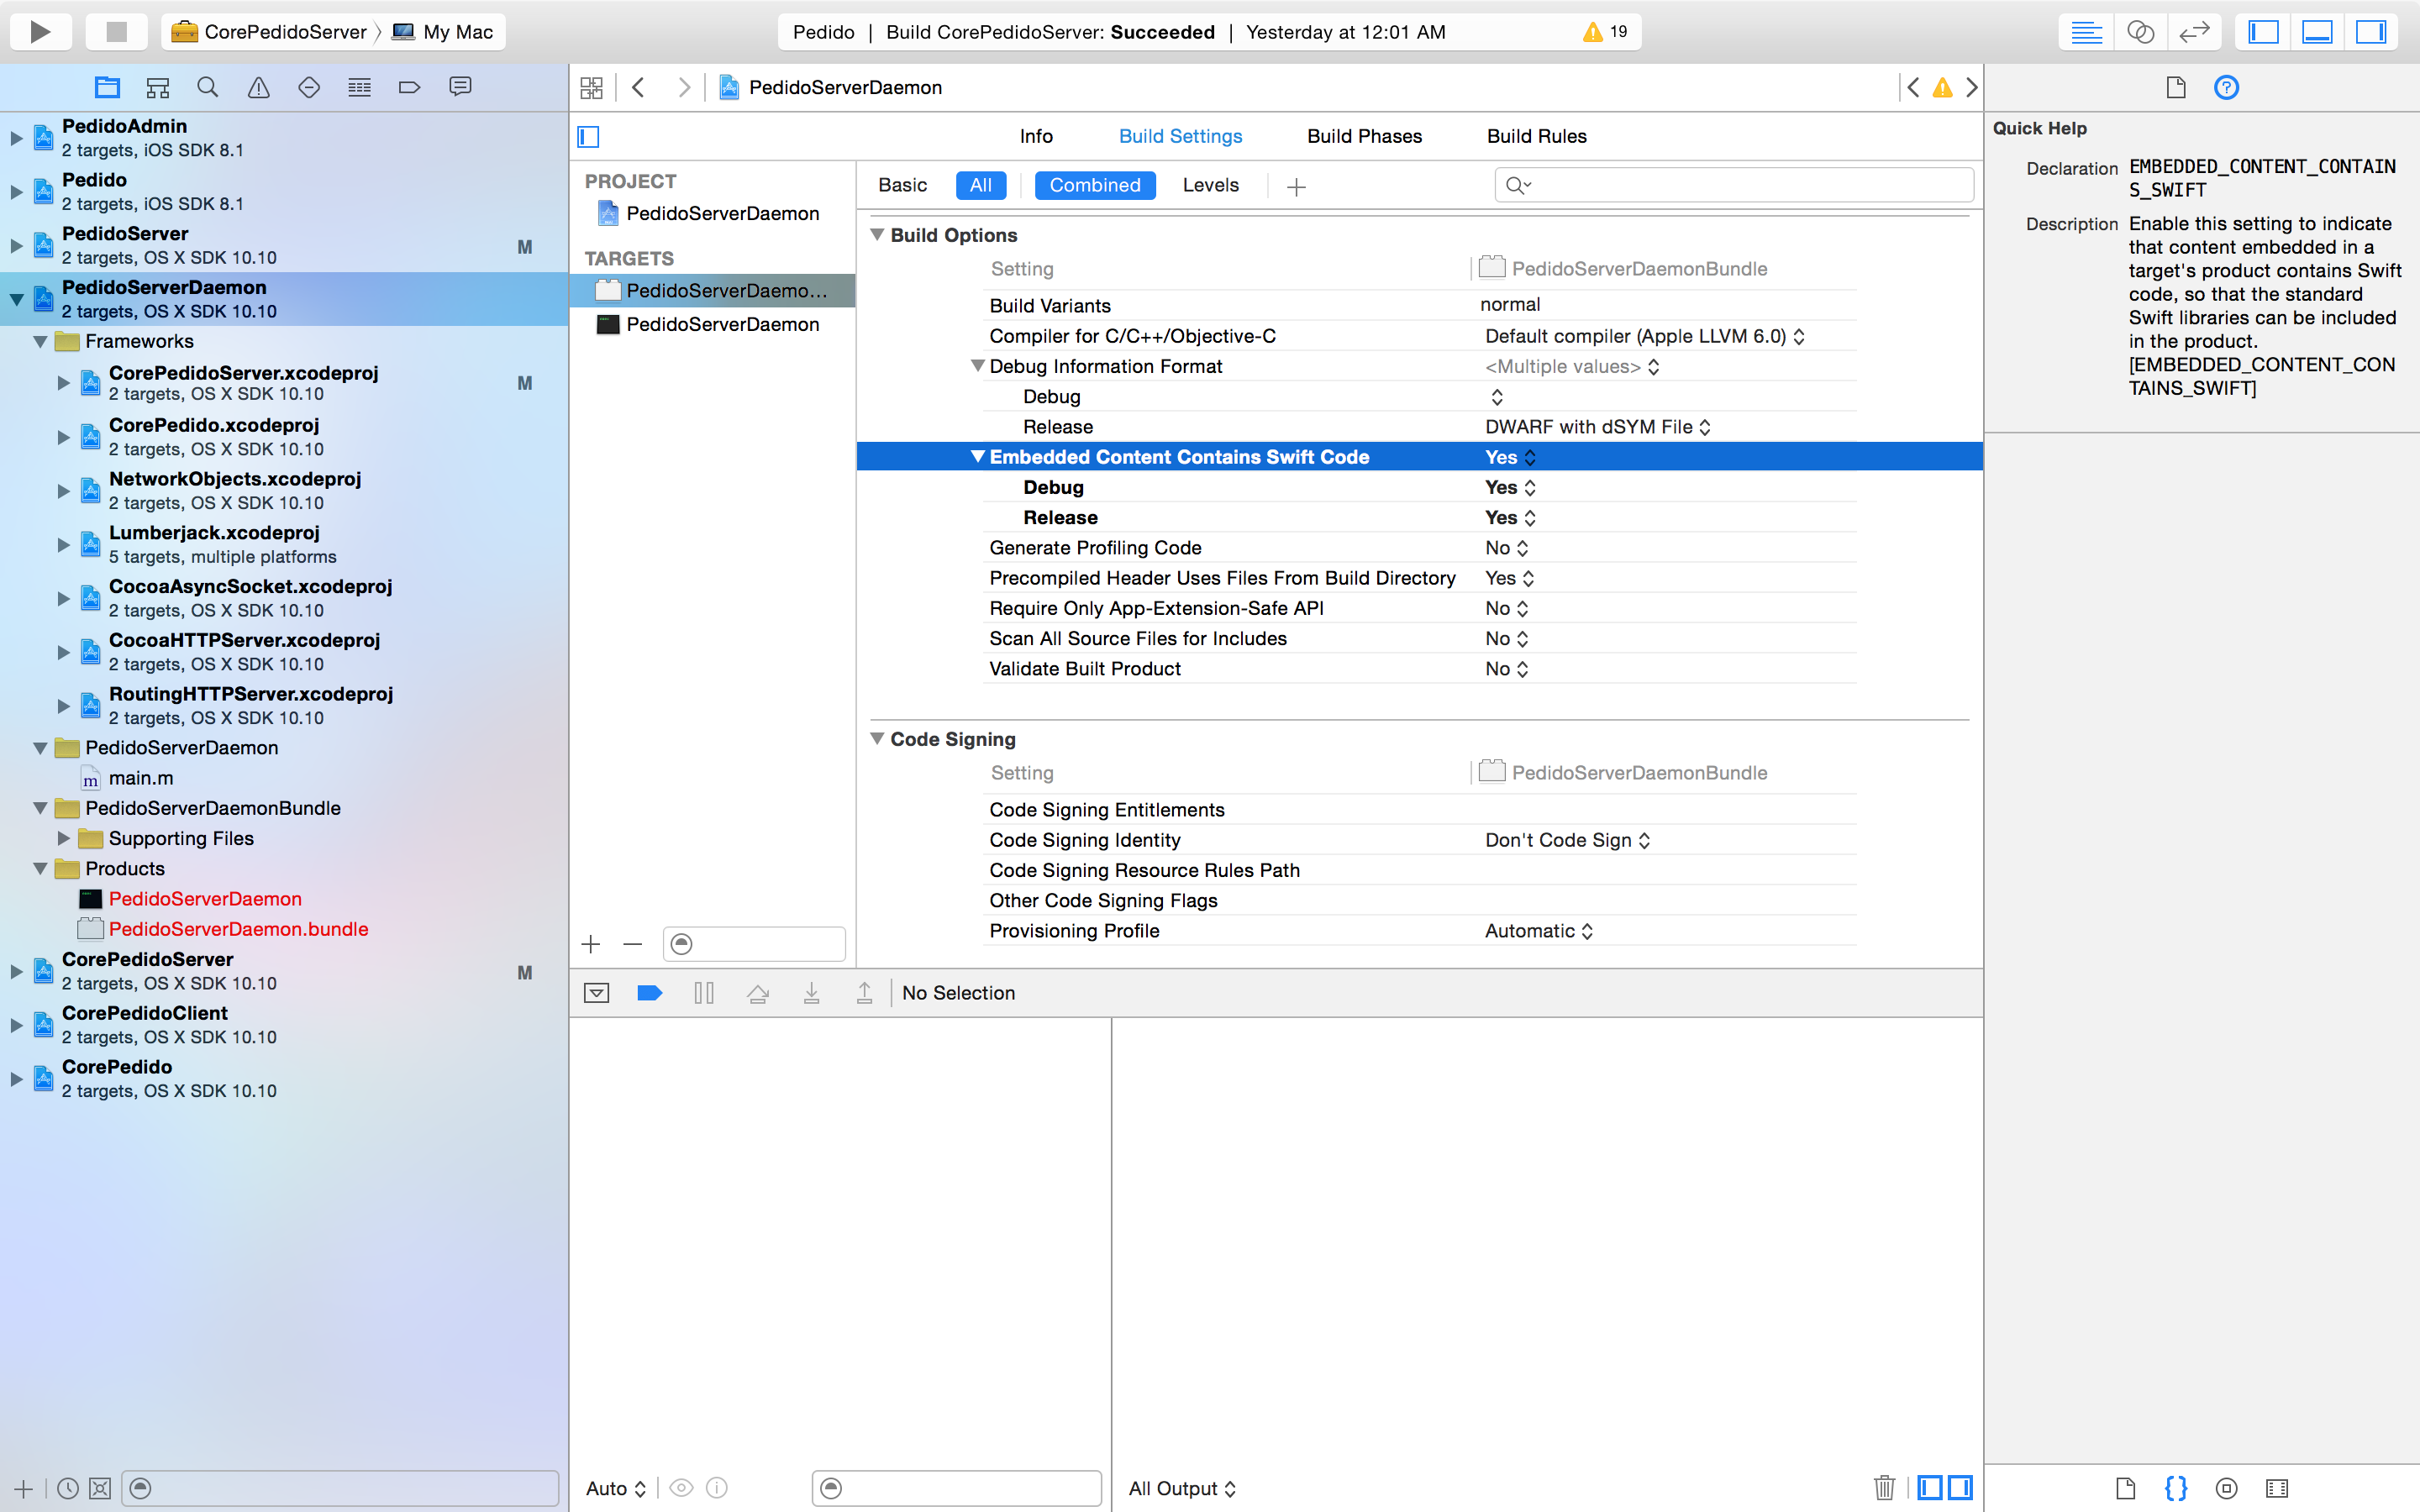 CorePedidoServer
My Mac
Pedido | Build CorePedidoServer: Succeeded | Yesterday at 12:01 AM
19
PedidoAdmin
2 targets, iOS SDK 8.1
Pedido
2 targets, iOS SDK 8.1
PedidoServer
2 targets, OS X SDK 10.10
M
PedidoServerDaemon
2 targets, OS X SDK 10.10
Frameworks
CorePedidoServer.xcodeproj
2 targets, OS X SDK 10.10
M
CorePedido.xcodeproj
2 targets, OS X SDK 10.10
NetworkObjects.xcodeproj
2 targets, OS X SDK 10.10
Lumberjack.xcodeproj
5 targets, multiple platforms
CocoaAsyncSocket.xcodeproj
2 targets, OS X SDK 10.10
CocoaHTTPServer.xcodeproj
2 targets, OS X SDK 10.10
RoutingHTTPServer.xcodeproj
2 targets, OS X SDK 10.10
PedidoServerDaemon
m main.m
PedidoServerDaemonBundle
Supporting Files
Products
PedidoServerDaemon
PedidoServerDaemon.bundle
CorePedidoServer
2 targets, OS X SDK 10.10
M
CorePedidoClient
2 targets, OS X SDK 10.10
CorePedido
2 targets, OS X SDK 10.10
PedidoServerDaemon
Info Build Settings Build Phases Build Rules
PROJECT
PedidoServerDaemon
TARGETS
PedidoServerDaemo...
PedidoServerDaemon
Basic All Combined Levels
Build Options
Setting PedidoServerDaemonBundle
Build Variants normal
Compiler for C/C++/Objective-C Default compiler (Apple LLVM 6.0)
Debug Information Format <Multiple values>
Debug
Release DWARF with dSYM File
Embedded Content Contains Swift Code Yes
Debug Yes
Release Yes
Generate Profiling Code No
Precompiled Header Uses Files From Build Directory Yes
Require Only App-Extension-Safe API No
Scan All Source Files for Includes No
Validate Built Product No
Code Signing
Setting PedidoServerDaemonBundle
Code Signing Entitlements
Code Signing Identity Don't Code Sign
Code Signing Resource Rules Path
Other Code Signing Flags
Provisioning Profile Automatic
No Selection
Auto
All Output
Quick Help
Declaration EMBEDDED_CONTENT_CONTAIN
S_SWIFT
Description Enable this setting to indicate
that content embedded in a
target's product contains Swift
code, so that the standard
Swift libraries can be included
in the product.
[EMBEDDED_CONTENT_CON
TAINS_SWIFT]